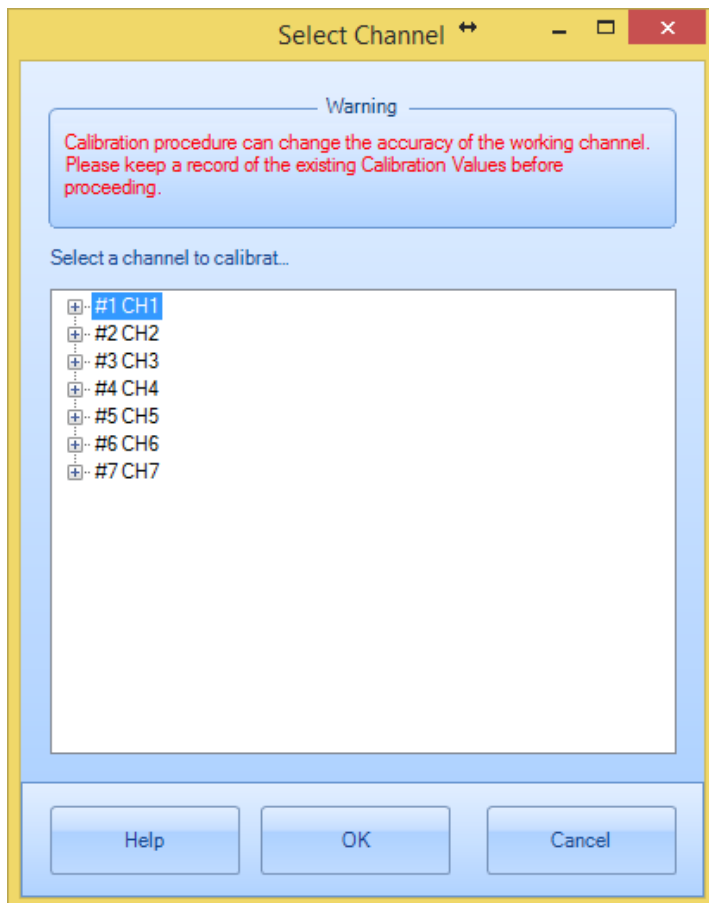 Select Channel
Warning
Calibration procedure can change the accuracy of the working channel.
Please keep a record of the existing Calibration Values before
proceeding.
Select a channel to calibrat...
#1 CH1
#2 CH2
#3 CH3
#4 CH4
#5 CH5
#6 CH6
#7 CH7
Help OK Cancel